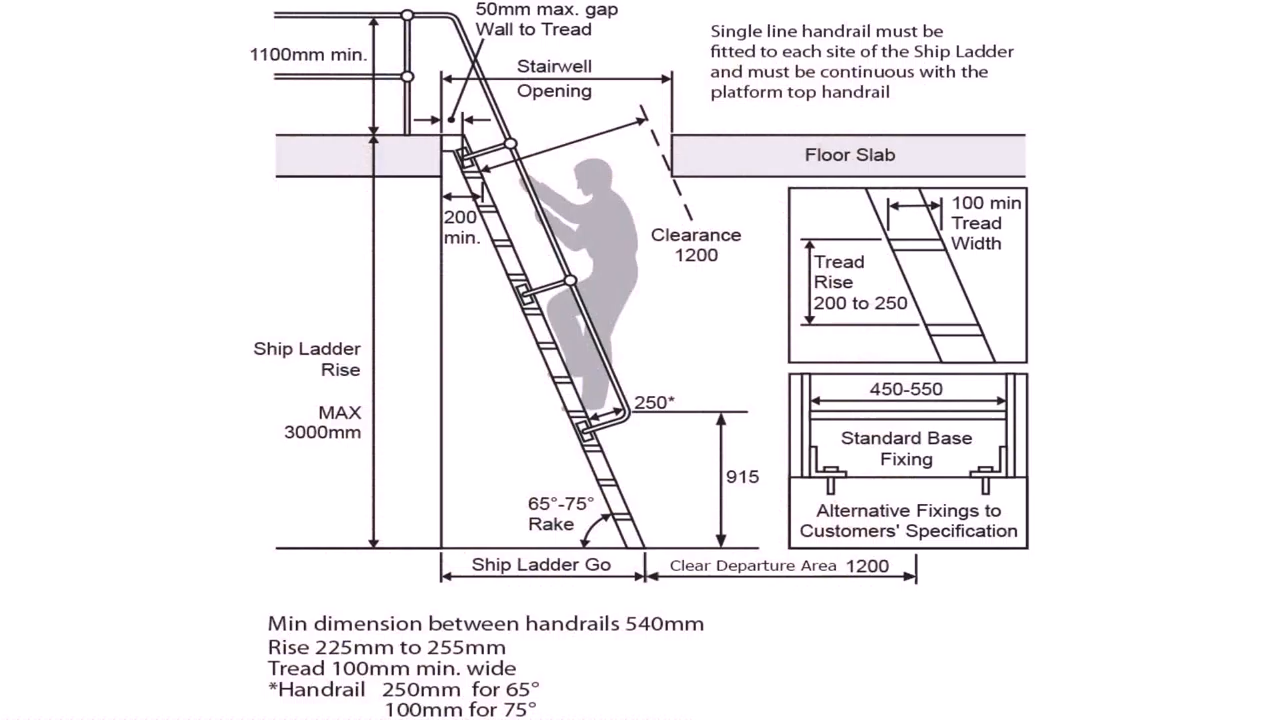 50mm max. gap
Wall to Tread
1100mm min.
Stairwell
Opening
Single line handrail must be
fitted to each site of the Ship Ladder
and must be continuous with the
platform top handrail
Floor Slab
200
min.
Clearance
1200
100 min
Tread
Width
Tread
Rise
200 to 250
Ship Ladder
Rise
MAX
3000mm
250*
915
65°-75°
Rake
450-550
Standard Base
Fixing
Alternative Fixings to
Customers' Specification
Ship Ladder Go
Clear Departure Area 1200
Min dimension between handrails 540mm
Rise 225mm to 255mm
Tread 100mm min. wide
*Handrail 250mm for 65°
100mm for 75°